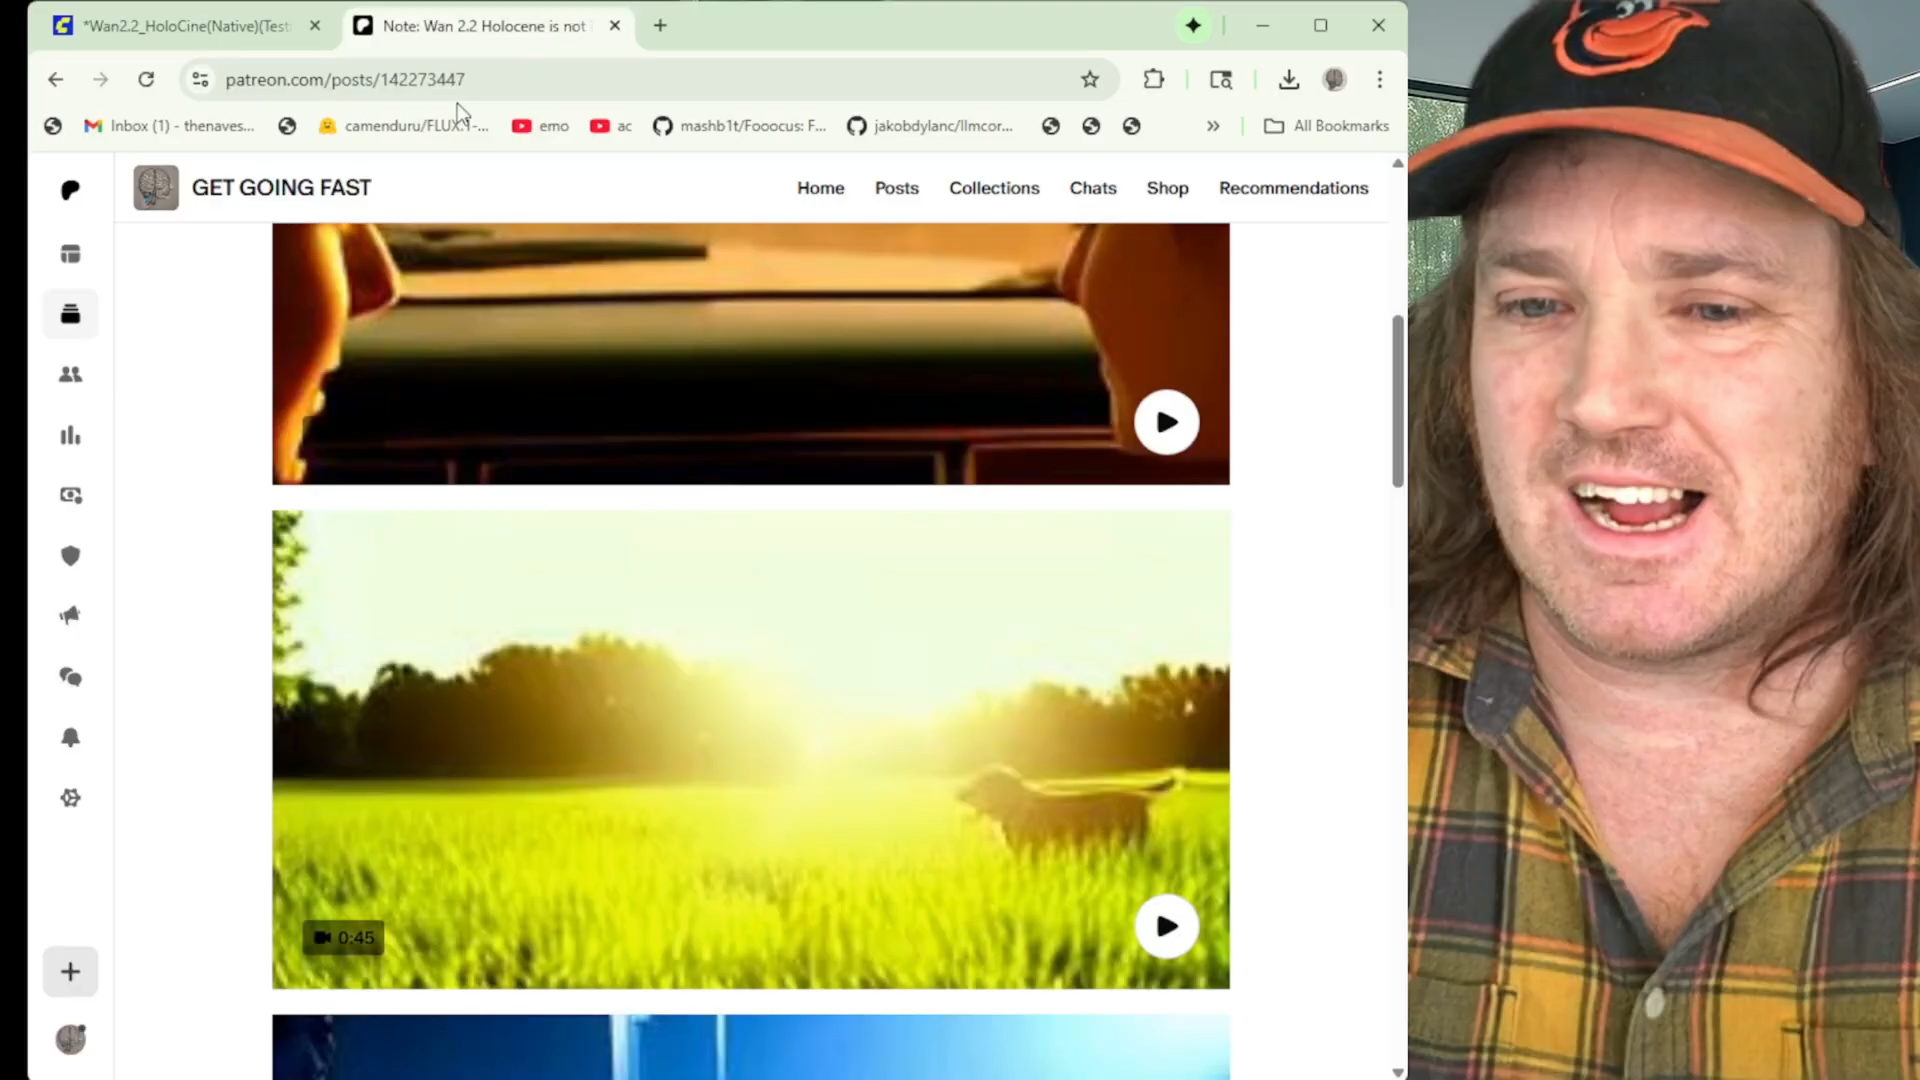 *Wan2.2_HoloCine(Native)(Test
Note: Wan 2.2 Holocene is not
patreon.com/posts/142273447
Inbox (1) - thenaves...
camenduru/FLUX.1-...
emo
ac
mashb1t/Fooocus: F...
jakobdylanc/llmcor...
All Bookmarks
GET GOING FAST
Home
Posts
Collections
Chats
Shop
Recommendations
0:45